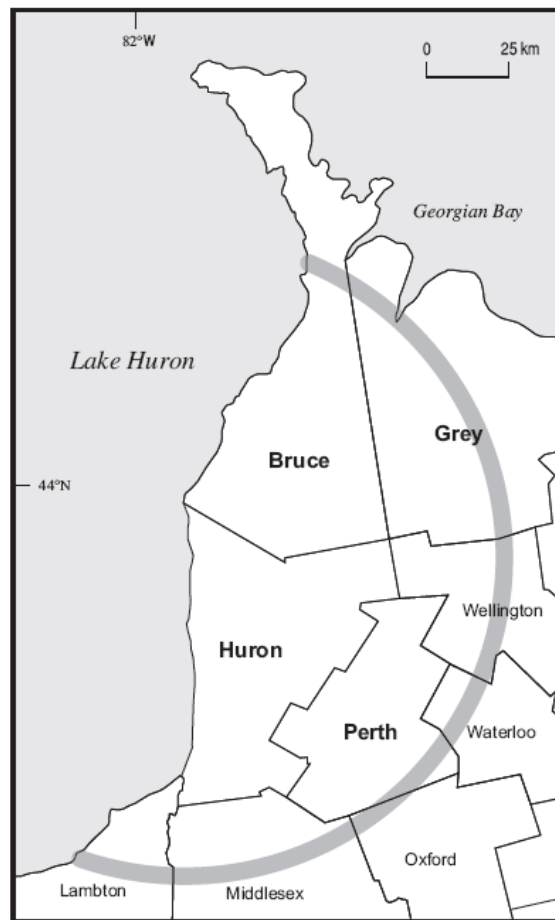 82°W
0 25 km
Georgian Bay
Lake Huron
Grey
Bruce
44°N
Wellington
Huron
Perth
Waterloo
Oxford
Lambton
Middlesex